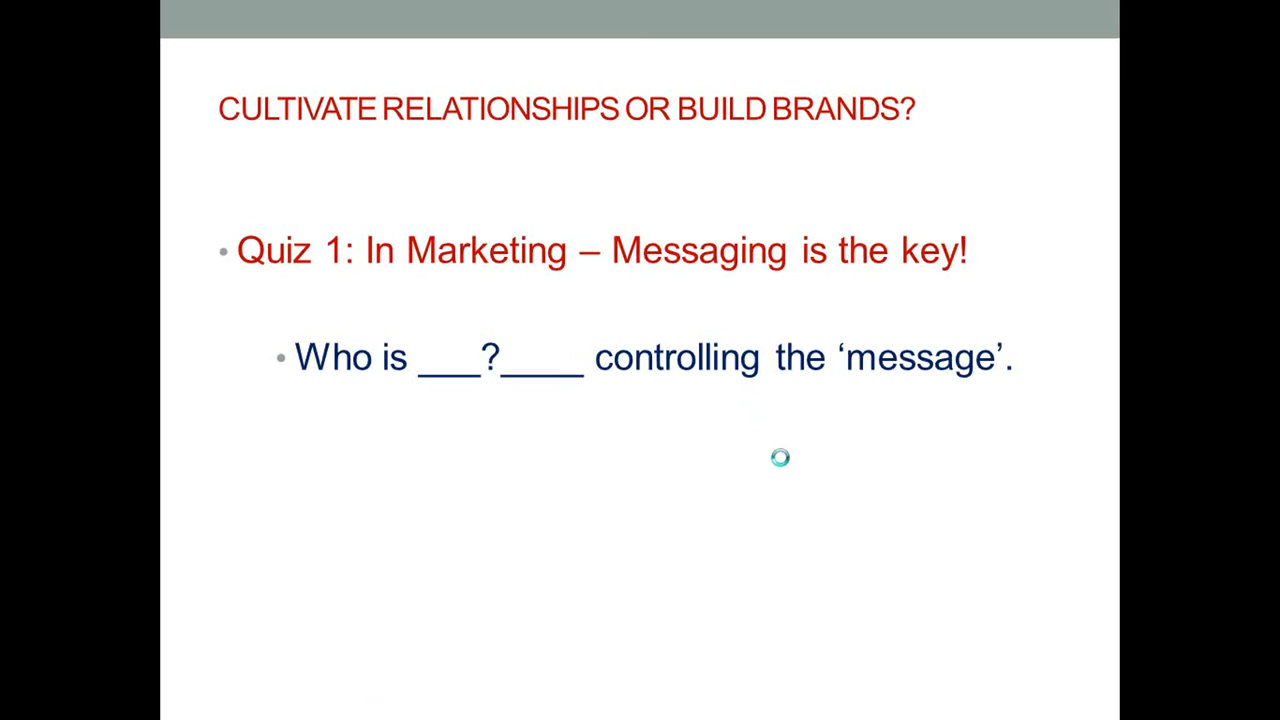 CULTIVATE RELATIONSHIPS OR BUILD BRANDS?
• Quiz 1: In Marketing – Messaging is the key!
• Who is ___?____ controlling the ‘message’.